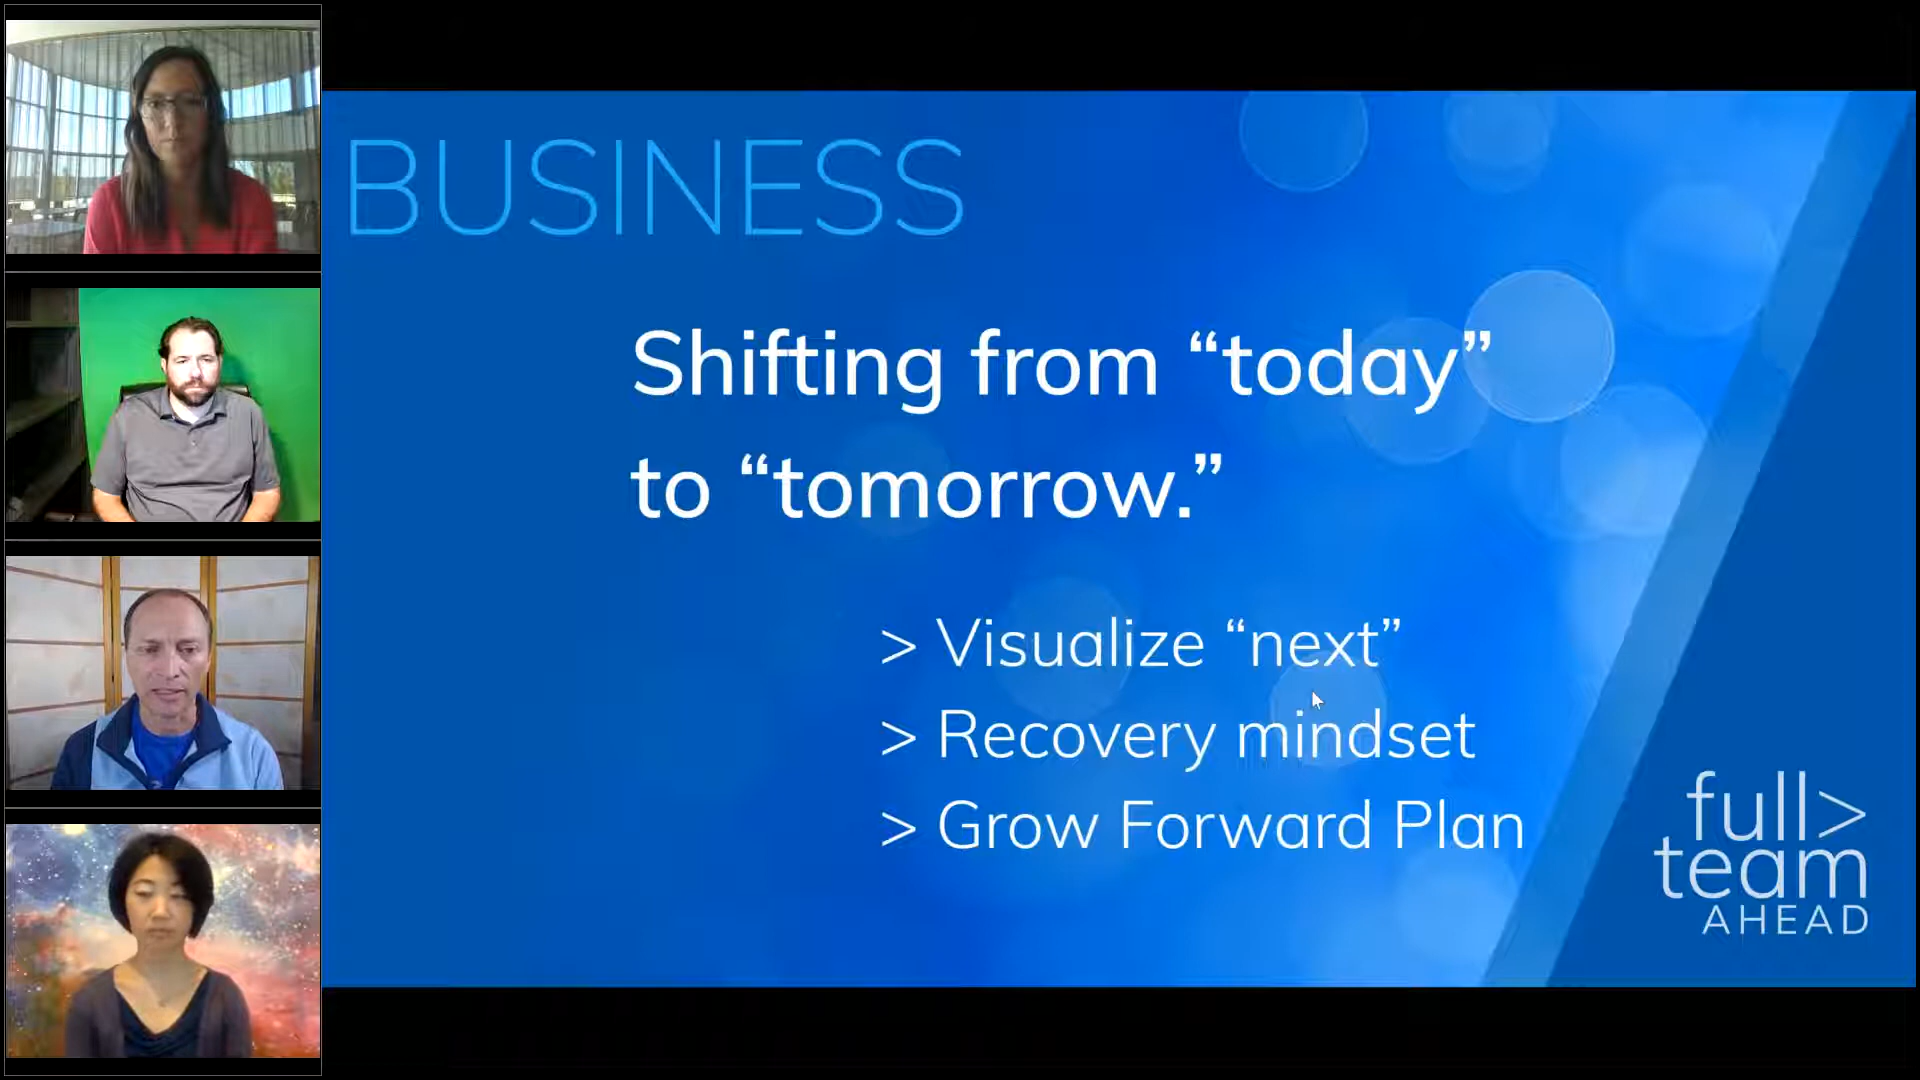 BUSINESS
Shifting from “today”
to “tomorrow.”
> Visualize “next”
> Recovery mindset
> Grow Forward Plan
full>
team
AHEAD